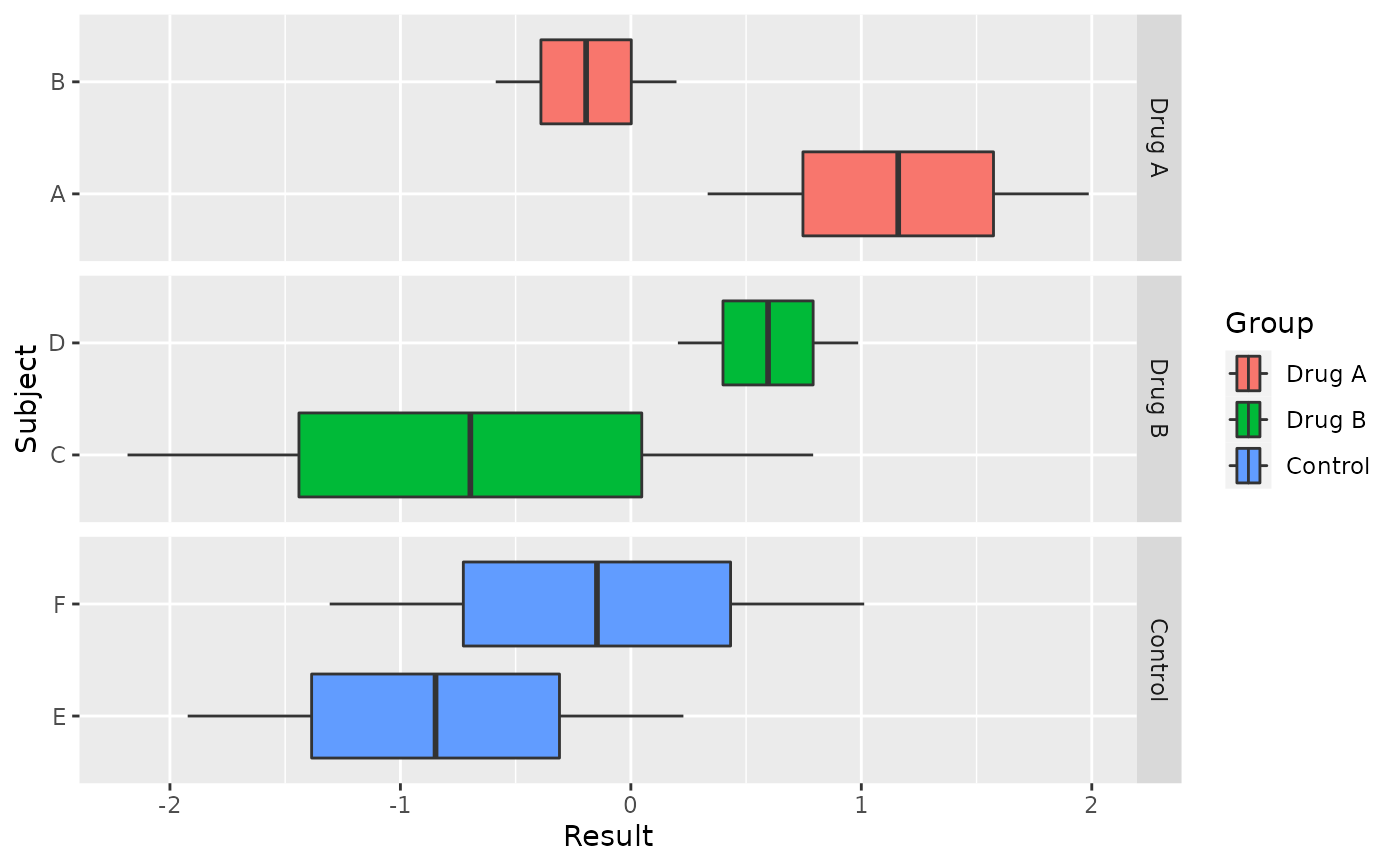 B
A
Drug A
Subject
D
C
Drug B
F
E
Control
-2 -1 0 1 2
Result
Group
Drug A
Drug B
Control